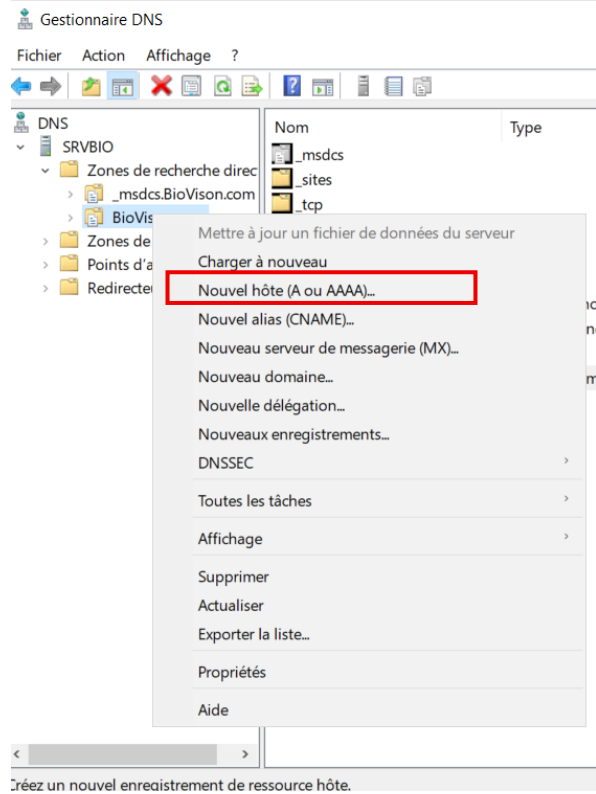 Gestionnaire DNS
Fichier Action Affichage ?
DNS
SRVBIO
Zones de recherche direc
_msdcs.BioVison.com
BioVis
Zones de
Points d'a
Redirecteu
Nom Type
_msdcs
_sites
_tcp
Mettre à jour un fichier de données du serveur
Charger à nouveau
Nouvel hôte (A ou AAAA)...
Nouvel alias (CNAME)...
Nouveau serveur de messagerie (MX)...
Nouveau domaine...
Nouvelle délégation...
Nouveaux enregistrements...
DNSSEC
Toutes les tâches
Affichage
Supprimer
Actualiser
Exporter la liste...
Propriétés
Aide
Créez un nouvel enregistrement de ressource hôte.